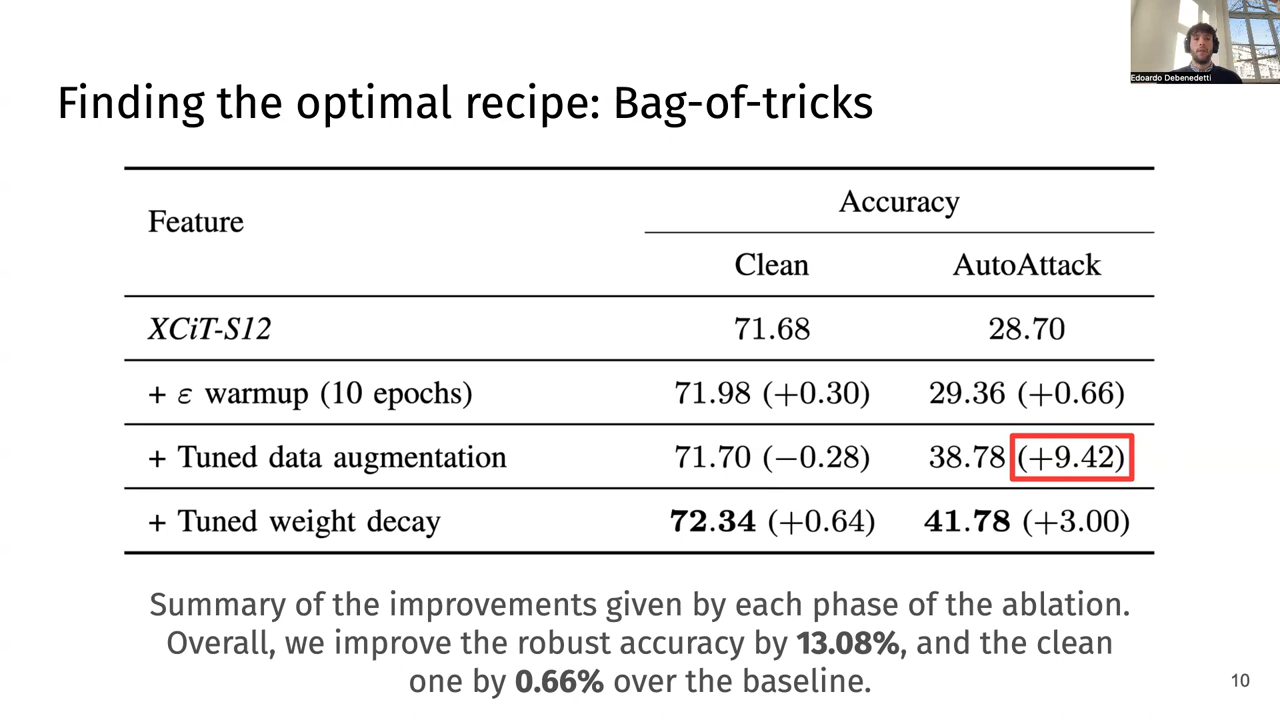 Edoardo Debenedetti
Finding the optimal recipe: Bag-of-tricks
Feature
Accuracy
Clean AutoAttack
XCiT-S12 71.68 28.70
+ ε warmup (10 epochs) 71.98 (+0.30) 29.36 (+0.66)
+ Tuned data augmentation 71.70 (−0.28) 38.78 (+9.42)
+ Tuned weight decay 72.34 (+0.64) 41.78 (+3.00)
Summary of the improvements given by each phase of the ablation.
Overall, we improve the robust accuracy by 13.08%, and the clean
one by 0.66% over the baseline.
10